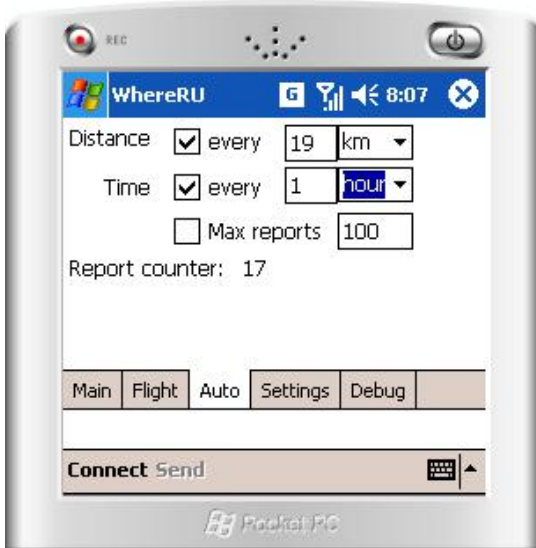 REC
WhereRU G 8:07
Distance every 19 km
Time every 1 hour
Max reports 100
Report counter: 17
Main Flight Auto Settings Debug
Connect Send
Pocket PC